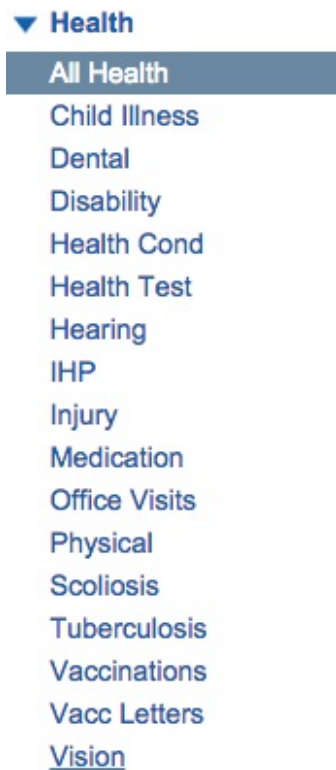 Health
All Health
Child Illness
Dental
Disability
Health Cond
Health Test
Hearing
IHP
Injury
Medication
Office Visits
Physical
Scoliosis
Tuberculosis
Vaccinations
Vacc Letters
Vision